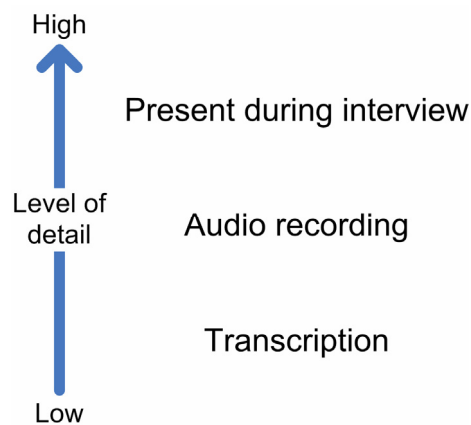 High
Present during interview
Level of
detail
Audio recording
Transcription
Low